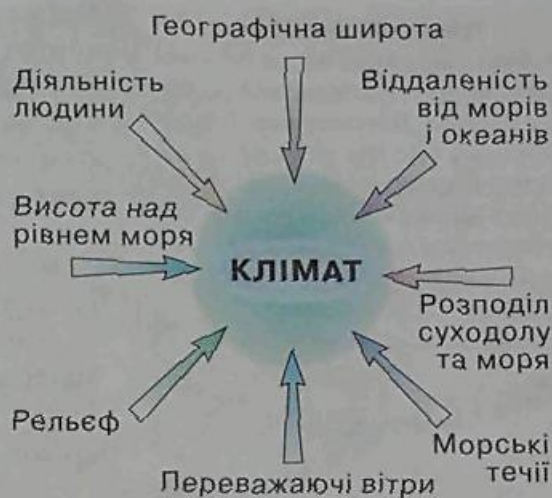 Географічна широта
Діяльність
людини
Віддаленість
від морів
і океанів
Висота над
рівнем моря
КЛІМАТ
Розподіл
суходолу
та моря
Рельєф
Морські
течії
Переважаючі вітри